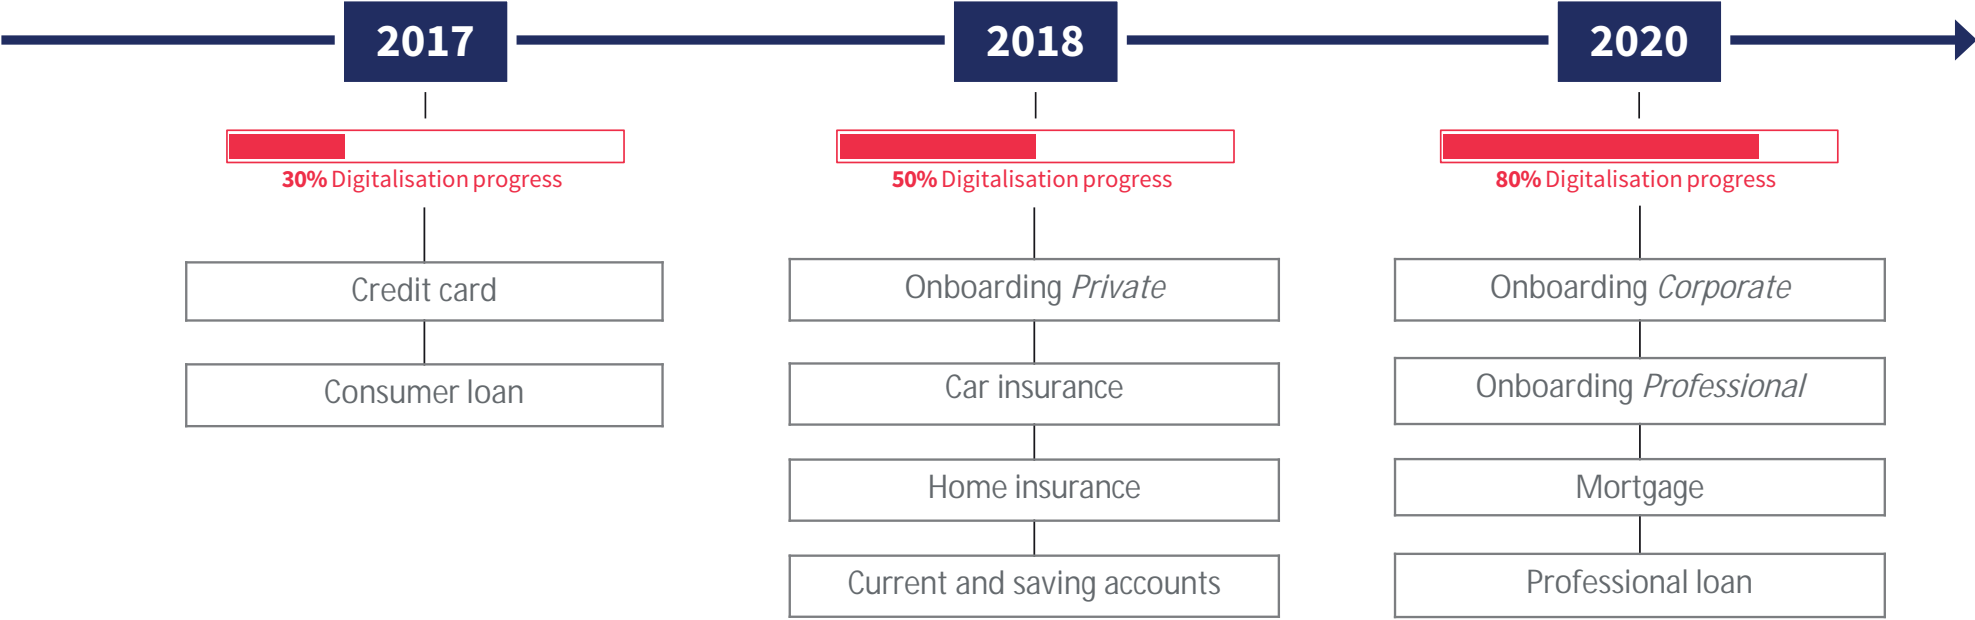 2017
2018
2020
30% Digitalisation progress
50% Digitalisation progress
80% Digitalisation progress
Credit card
Consumer loan
Onboarding Private
Car insurance
Home insurance
Current and saving accounts
Onboarding Corporate
Onboarding Professional
Mortgage
Professional loan